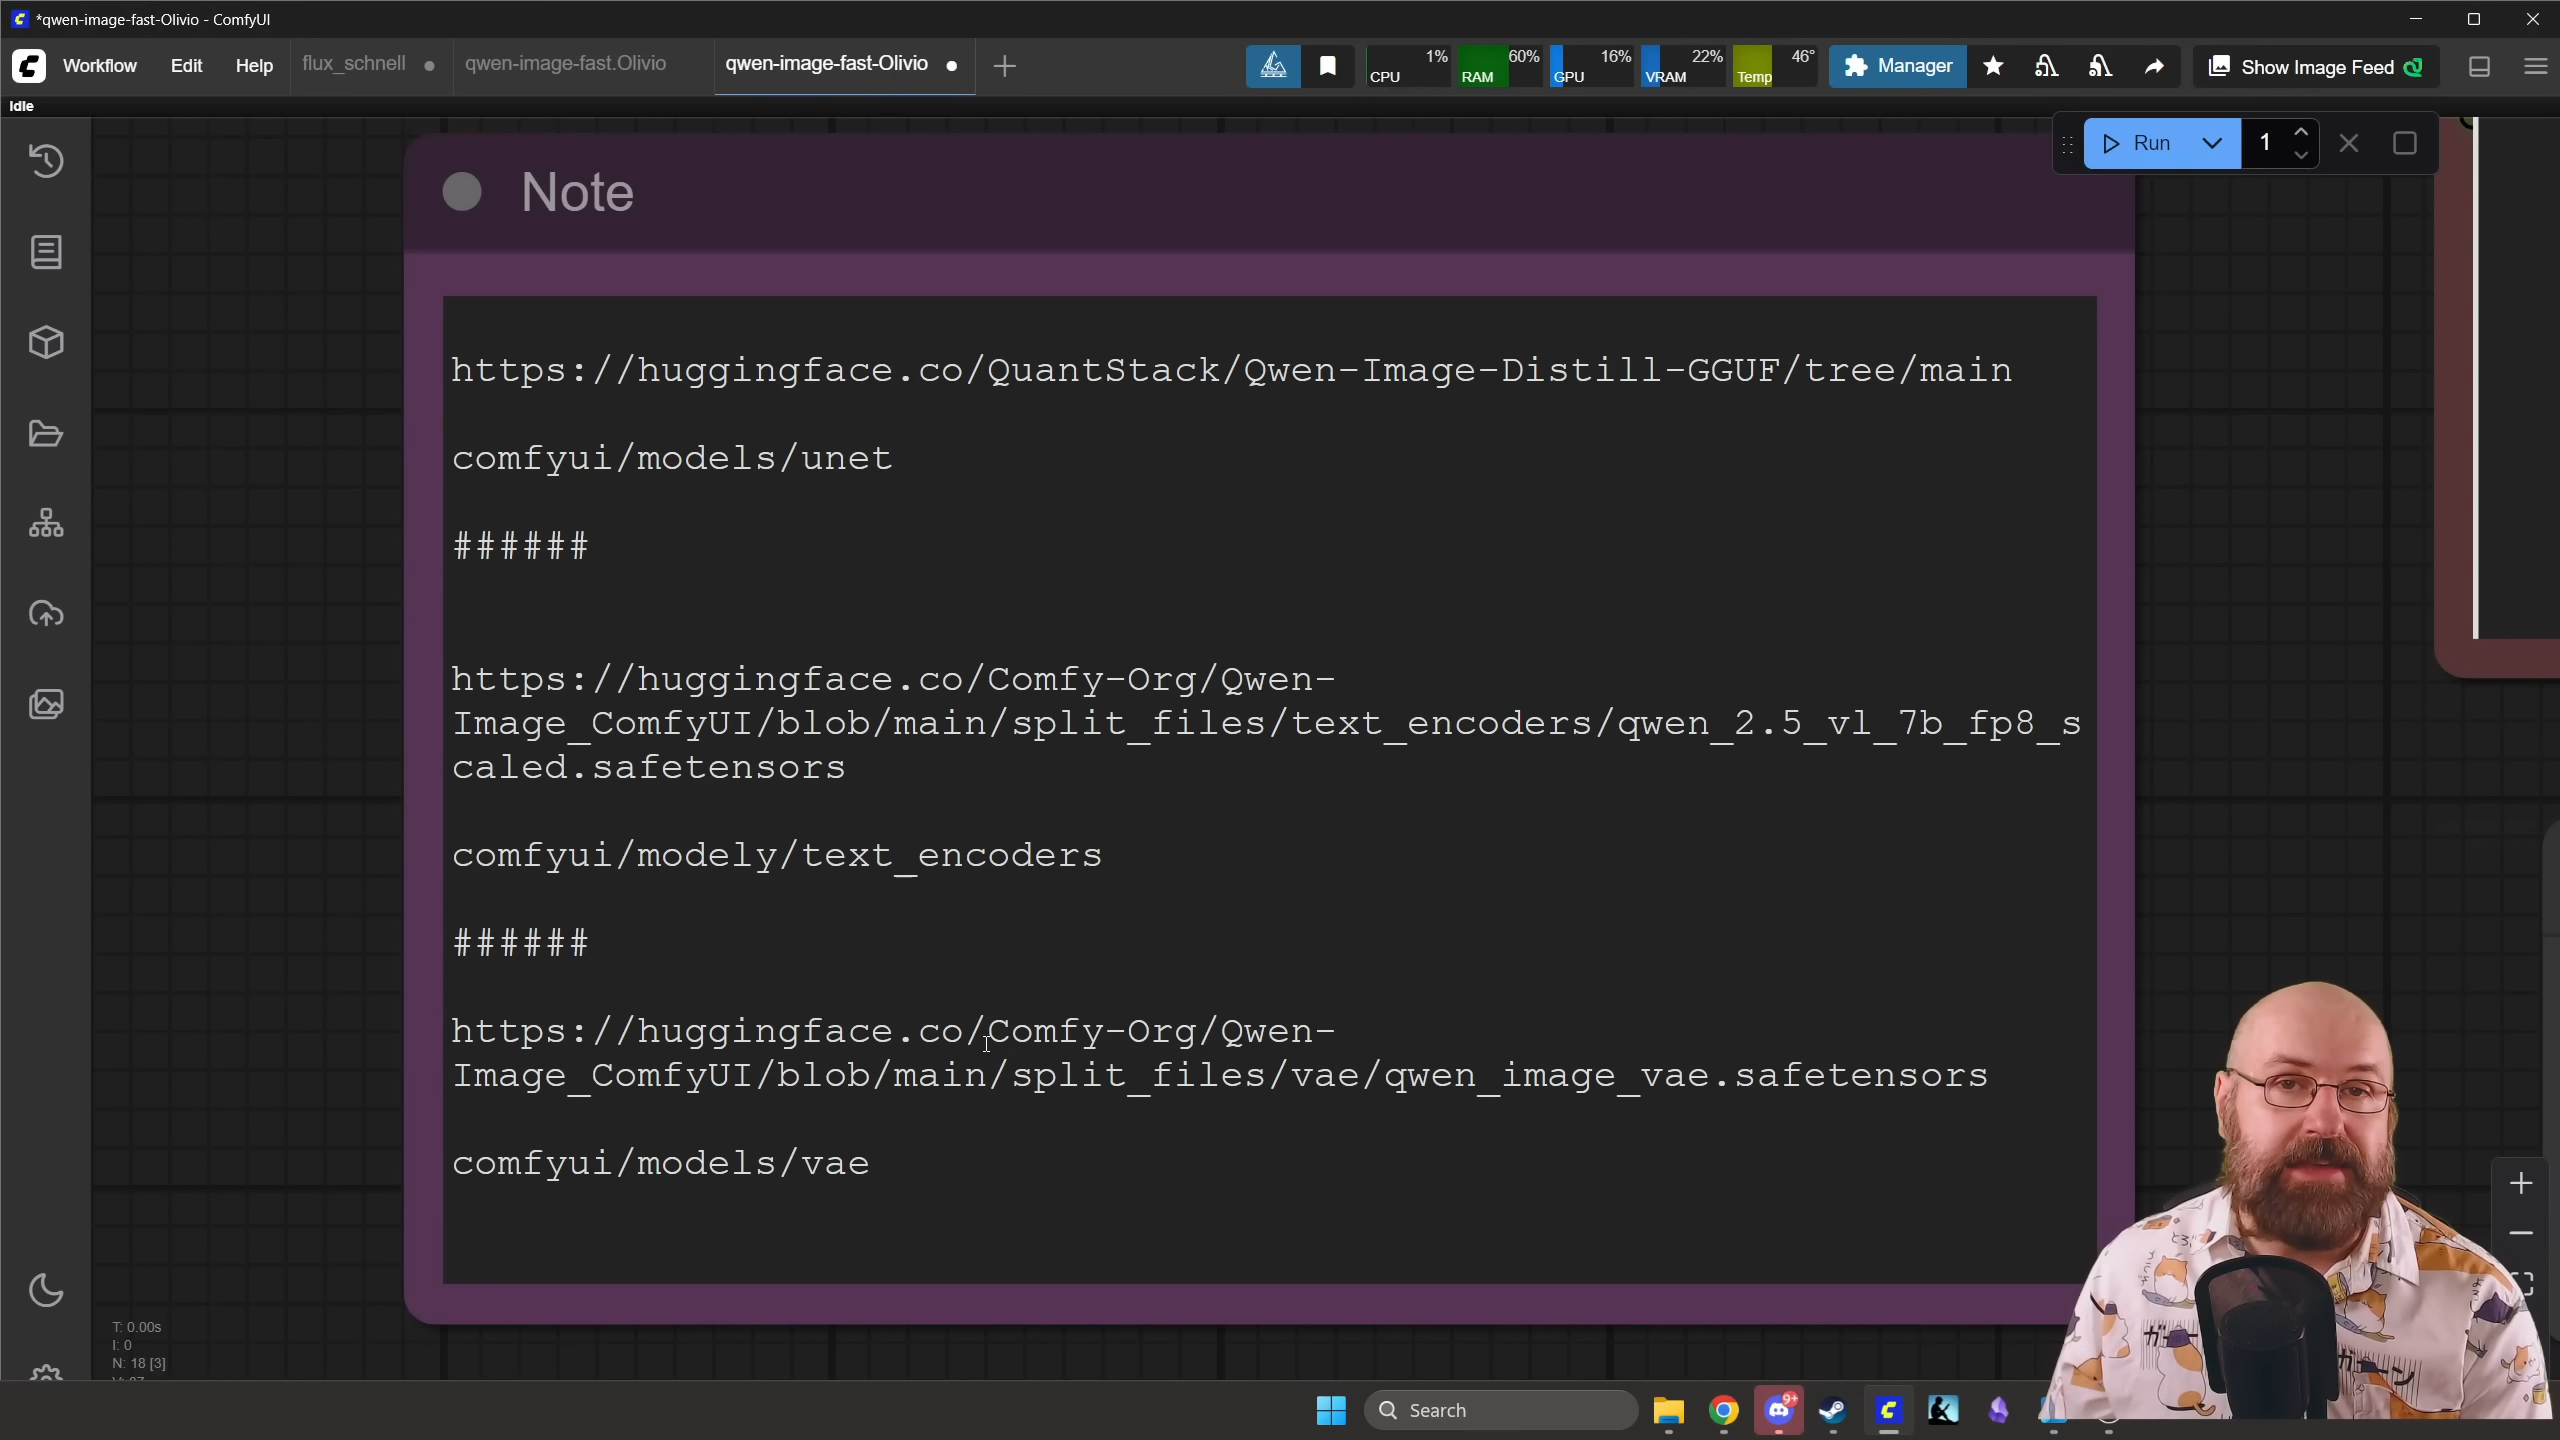 *qwen-image-fast-Olivio - ComfyUI
Workflow Edit Help flux_schnell qwen-image-fast.Olivio qwen-image-fast-Olivio
CPU 1% RAM 60% GPU 16% VRAM 22% Temp 46° Manager Show Image Feed
Idle
Run 1
Note
https://huggingface.co/QuantStack/Qwen-Image-Distill-GGUF/tree/main
comfyui/models/unet
######
https://huggingface.co/Comfy-Org/Qwen-
Image_ComfyUI/blob/main/split_files/text_encoders/qwen_2.5_vl_7b_fp8_s
caled.safetensors
comfyui/modely/text_encoders
######
https://huggingface.co/Comfy-Org/Qwen-
Image_ComfyUI/blob/main/split_files/vae/qwen_image_vae.safetensors
comfyui/models/vae
T: 0.00s
I: 0
N: 18 [3]
Search
9+